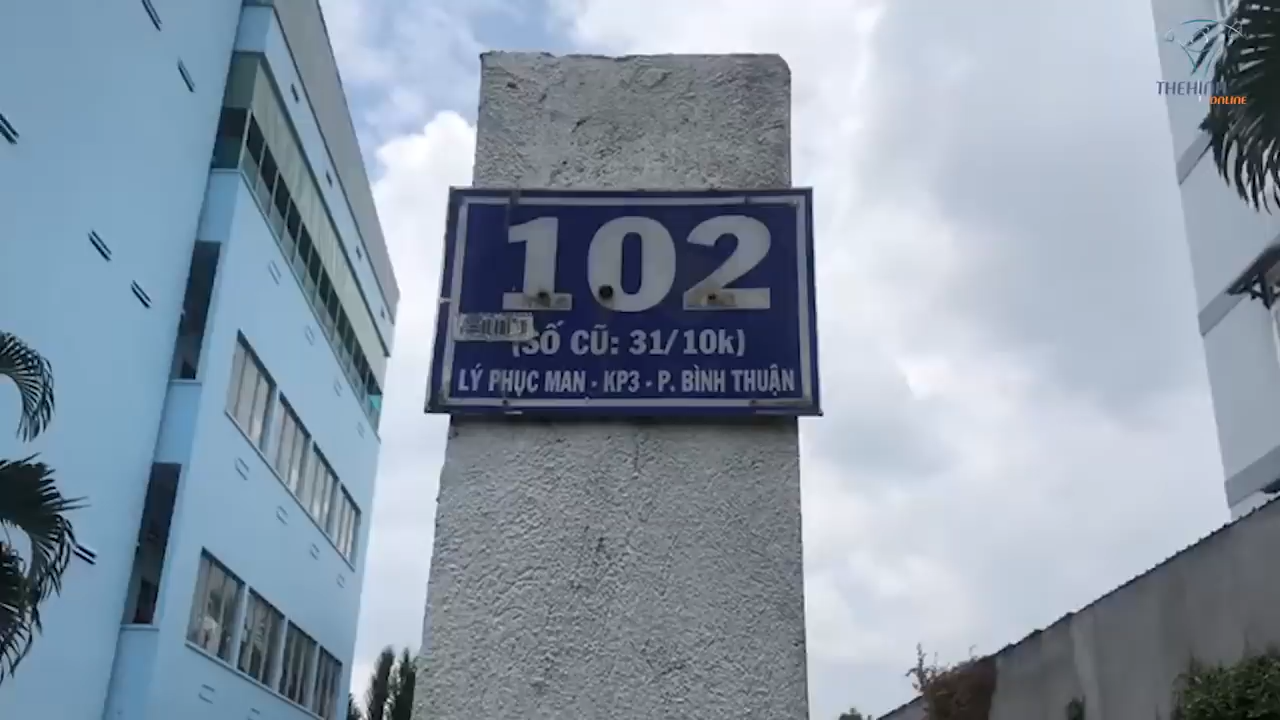 THEHINH
ONLINE
102
(SỐ CŨ: 31/10k)
LÝ PHỤC MAN - KP3 - P. BÌNH THUẬN